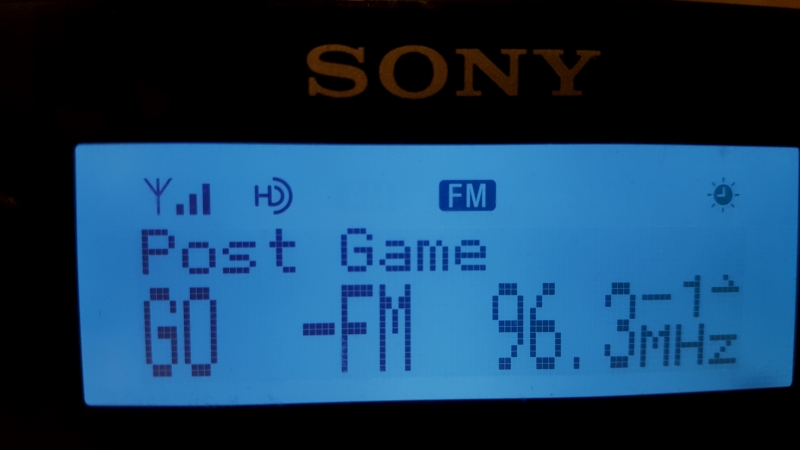 SONY
HD FM
Post Game
GO -FM 96.3-1
MHz